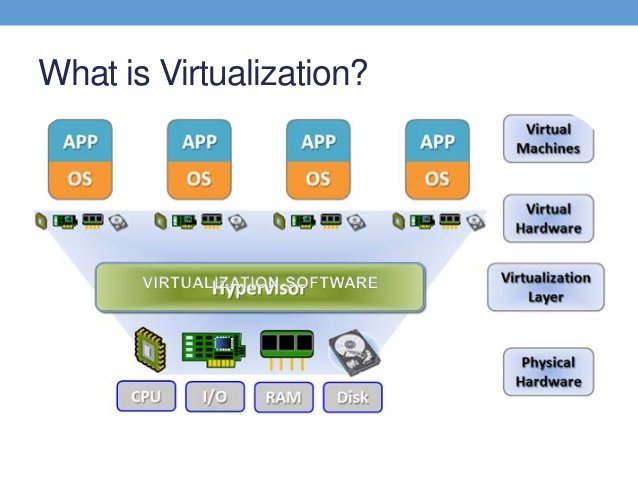 What is Virtualization?
APP
OS
APP
OS
APP
OS
APP
OS
Virtual
Machines
Virtual
Hardware
VIRTUALIZATION SOFTWARE
Hypervisor
Virtualization
Layer
CPU
I/O
RAM
Disk
Physical
Hardware